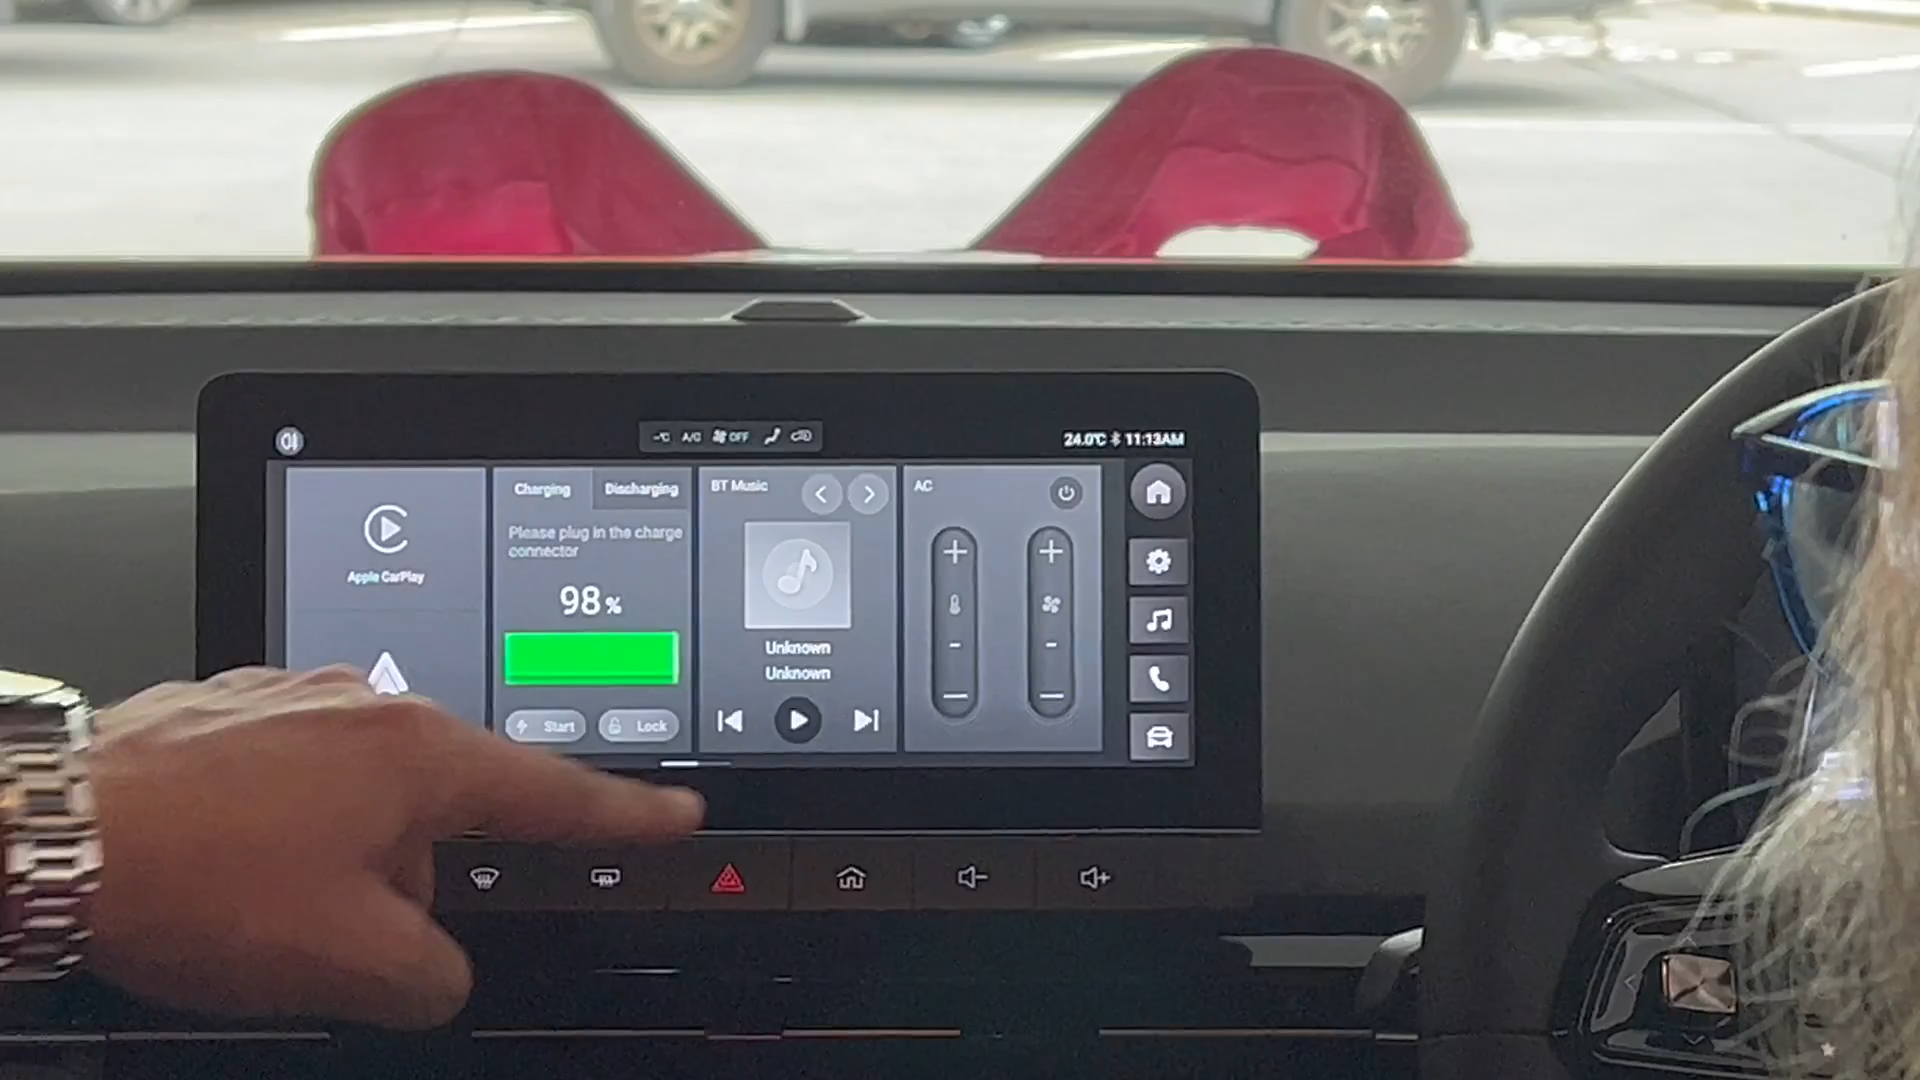 A/C OFF
24.0°C 11:13AM
Apple CarPlay
Charging Discharging
Please plug in the charge
connector
98%
Start Lock
BT Music
Unknown
Unknown
AC